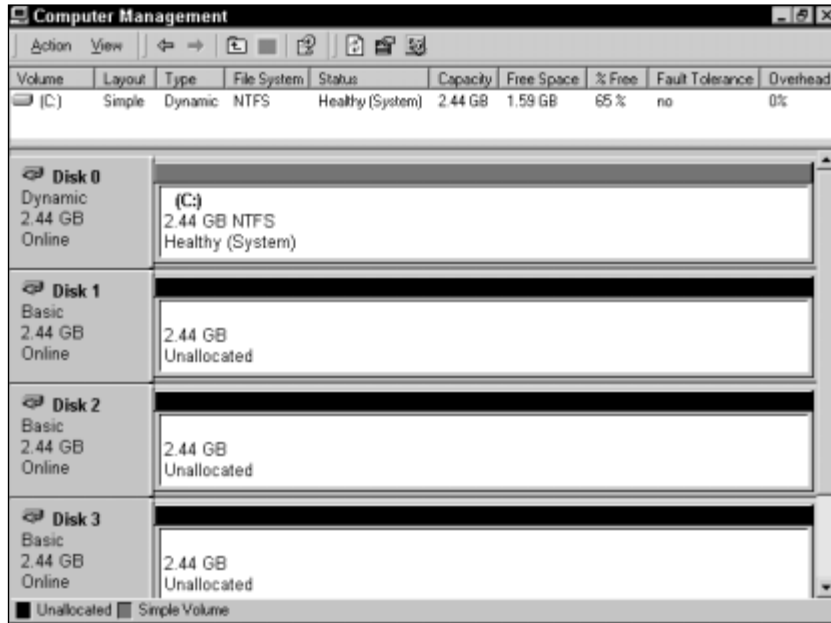 Computer Management
Action View
Volume Layout Type File System Status Capacity Free Space % Free Fault Tolerance Overhead
(C:) Simple Dynamic NTFS Healthy (System) 2.44 GB 1.59 GB 65 % no 0%
Disk 0
Dynamic
2.44 GB
Online
(C:)
2.44 GB NTFS
Healthy (System)
Disk 1
Basic
2.44 GB
Online
2.44 GB
Unallocated
Disk 2
Basic
2.44 GB
Online
2.44 GB
Unallocated
Disk 3
Basic
2.44 GB
Online
2.44 GB
Unallocated
Unallocated Simple Volume